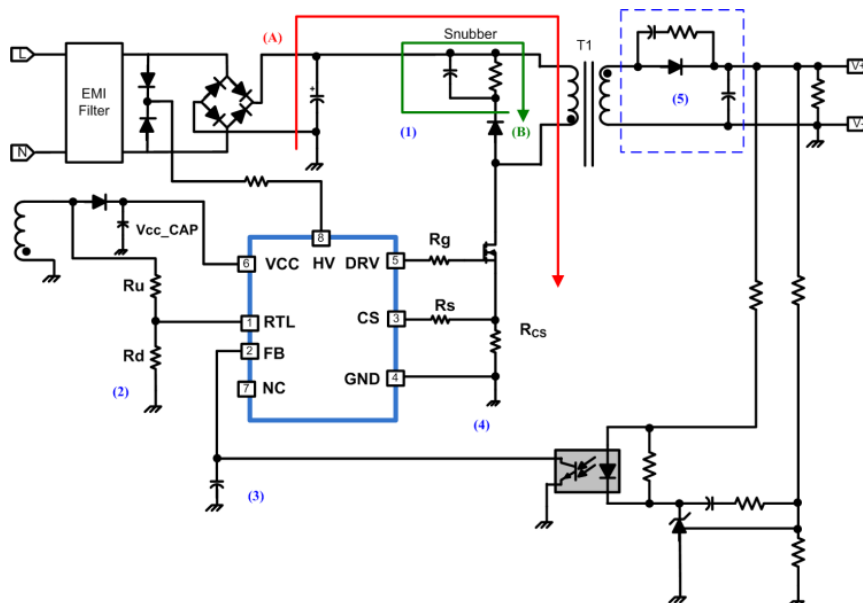 (A)
Snubber
T1
L
EMI
Filter
+
V+
(5)
(1)
(B)
N
V-
Vcc_CAP
8
Rg
6
VCC
HV
DRV
5
Ru
Rs
1
RTL
CS
3
RCS
2
FB
Rd
7
NC
GND
4
(2)
(4)
(3)